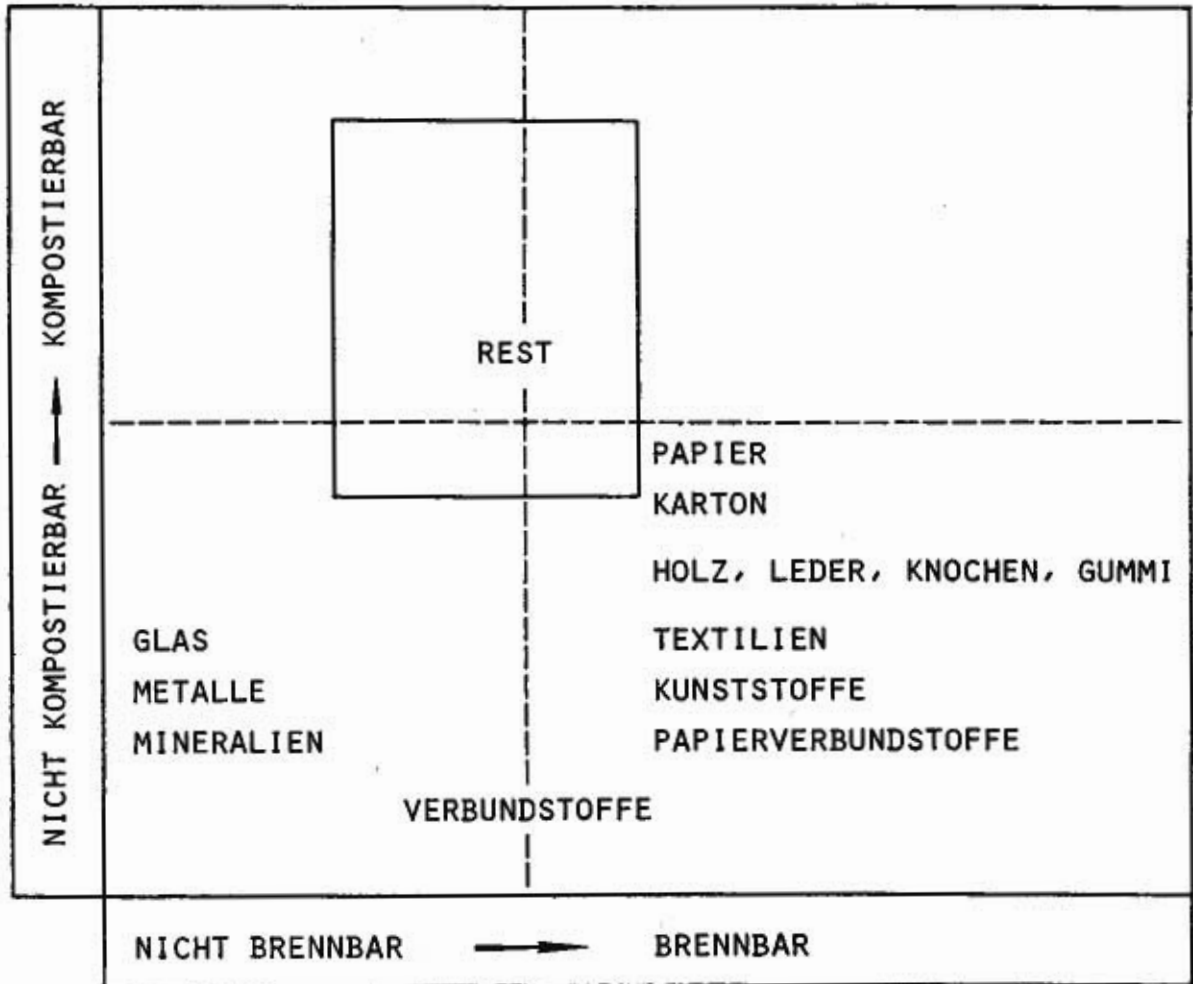 NICHT KOMPOSTIERBAR → KOMPOSTIERBAR
REST
PAPIER
KARTON
HOLZ, LEDER, KNOCHEN, GUMMI
GLAS
TEXTILIEN
METALLE
KUNSTSTOFFE
MINERALIEN
PAPIERVERBUNDSTOFFE
VERBUNDSTOFFE
NICHT BRENNBAR → BRENNBAR